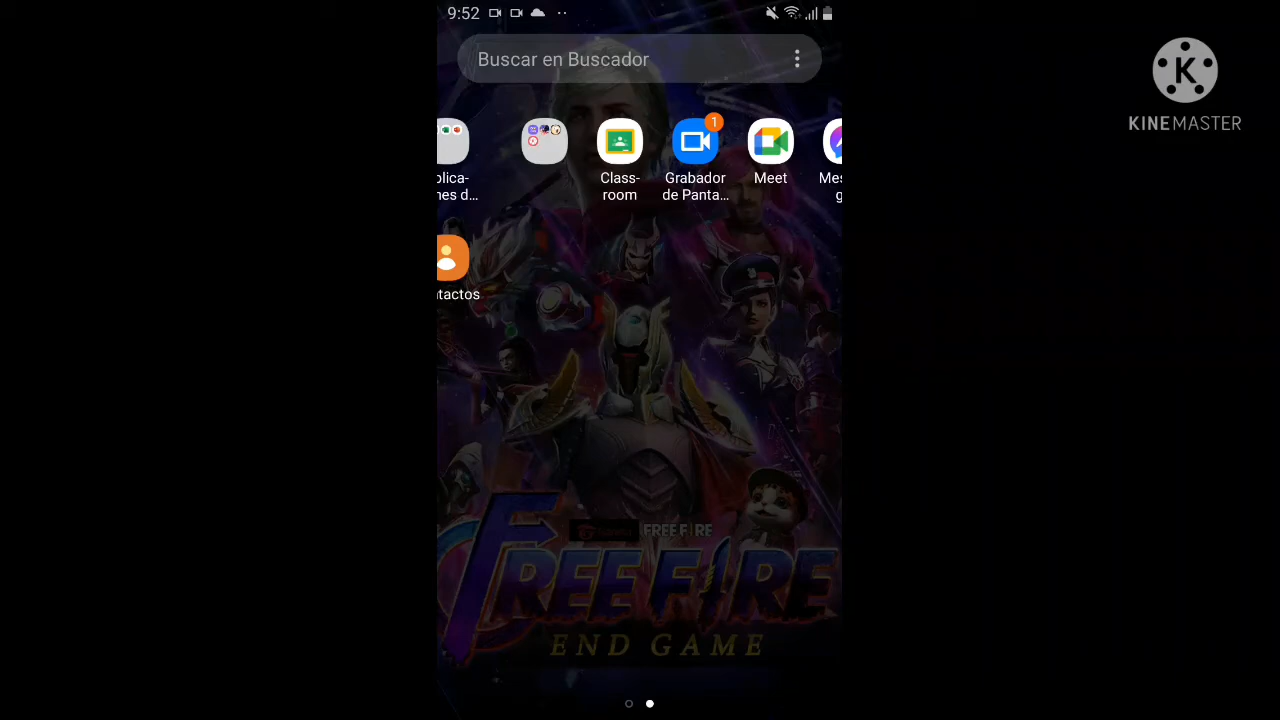 9:52
Buscar en Buscador
K
KINEMASTER
1
plica-
nes d...
Class-
room
Grabador
de Panta...
Meet
Mes
g
ntactos
FREE FIRE
FREE FIRE
END GAME